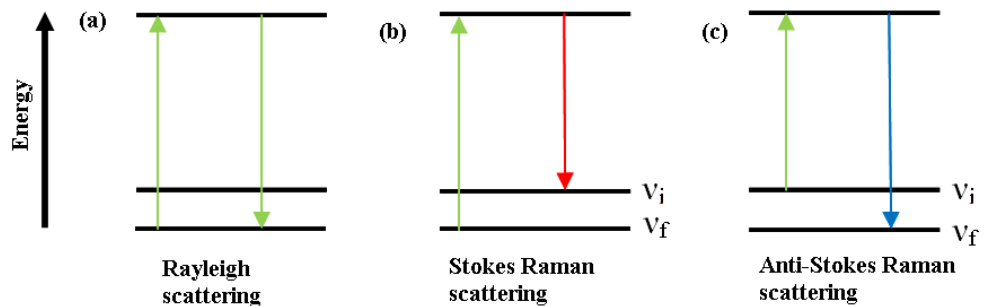 (a)
(b)
(c)
Energy
νi
νf
νi
νf
Rayleigh
scattering
Stokes Raman
scattering
Anti-Stokes Raman
scattering